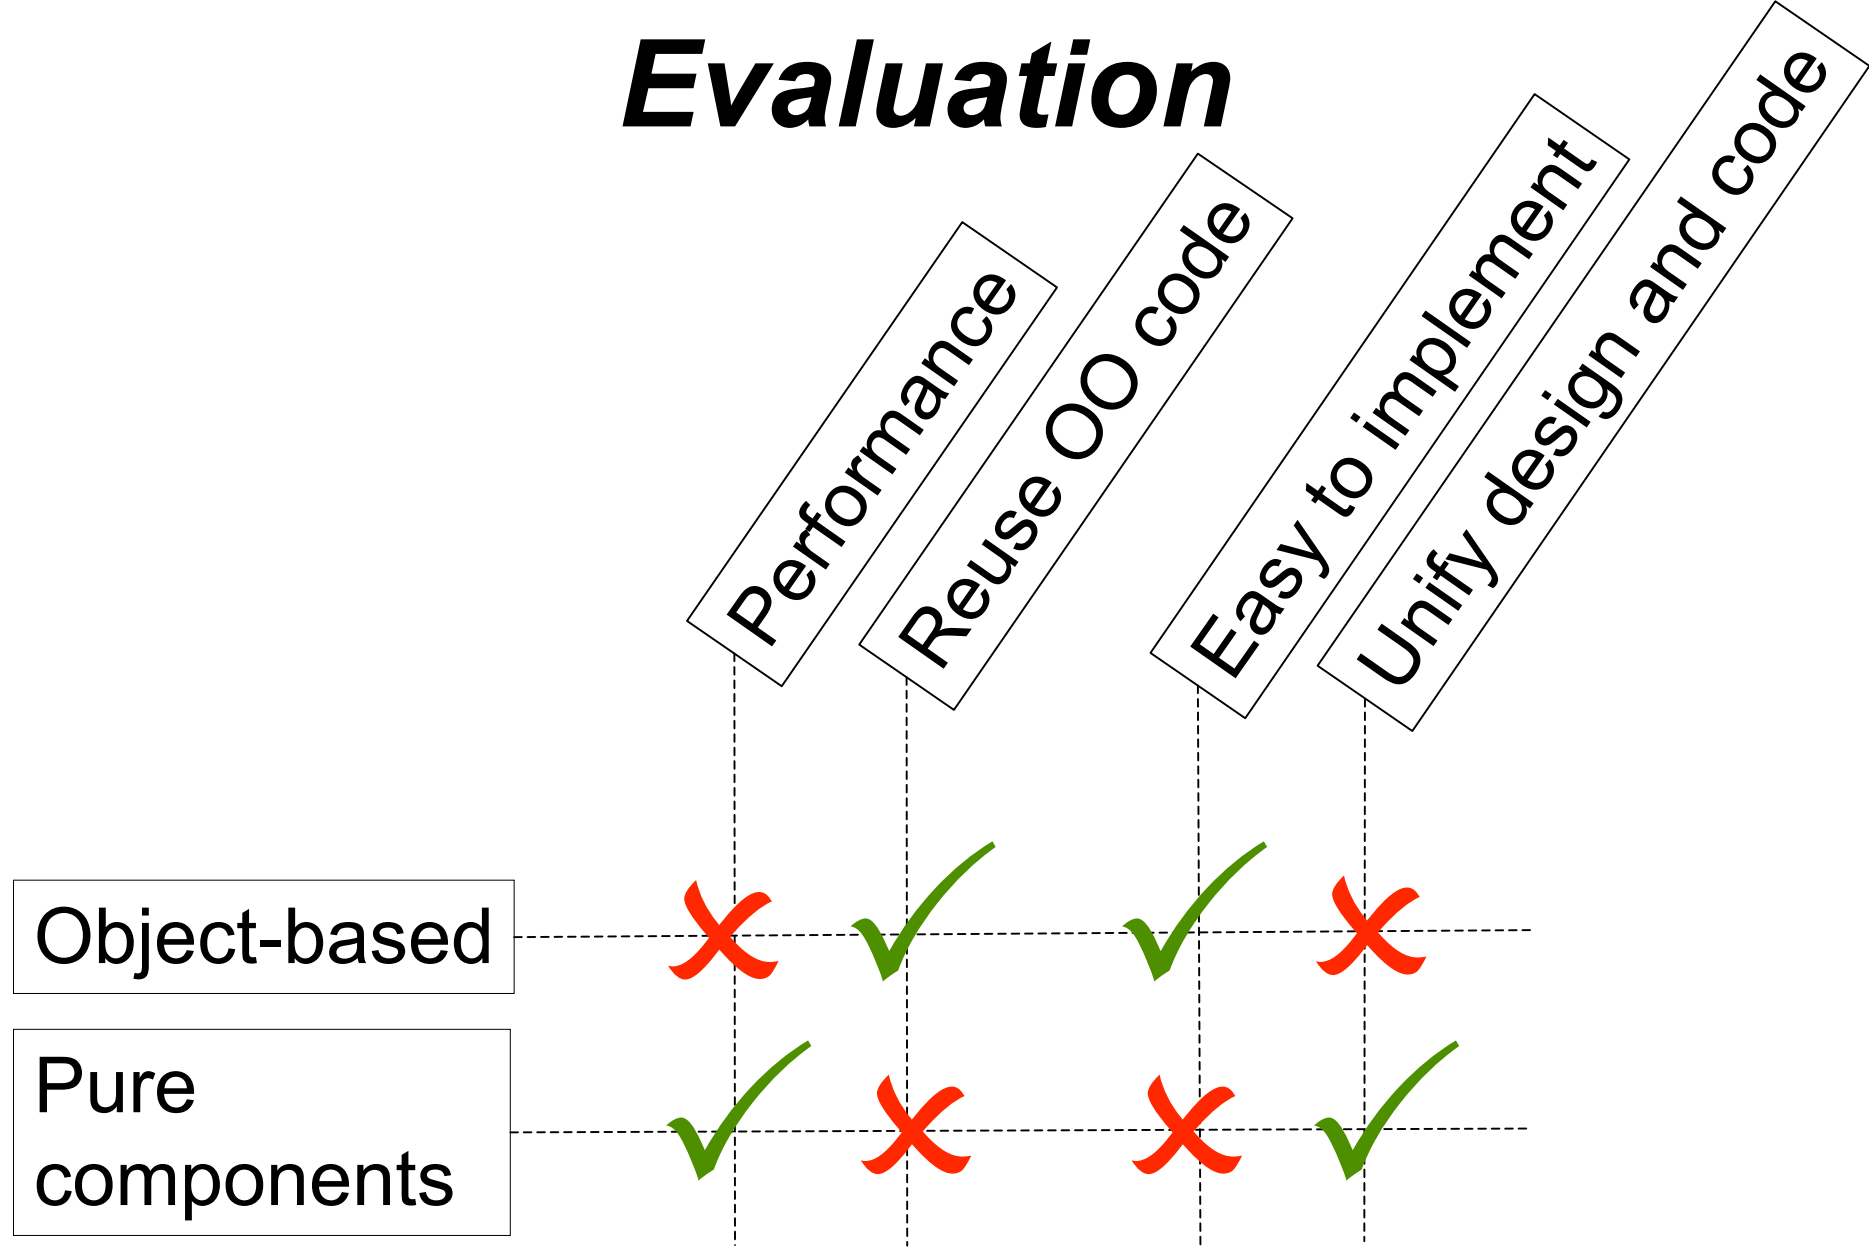 Evaluation
Performance
Reuse OO code
Easy to implement
Unify design and code
Object-based
Pure
components